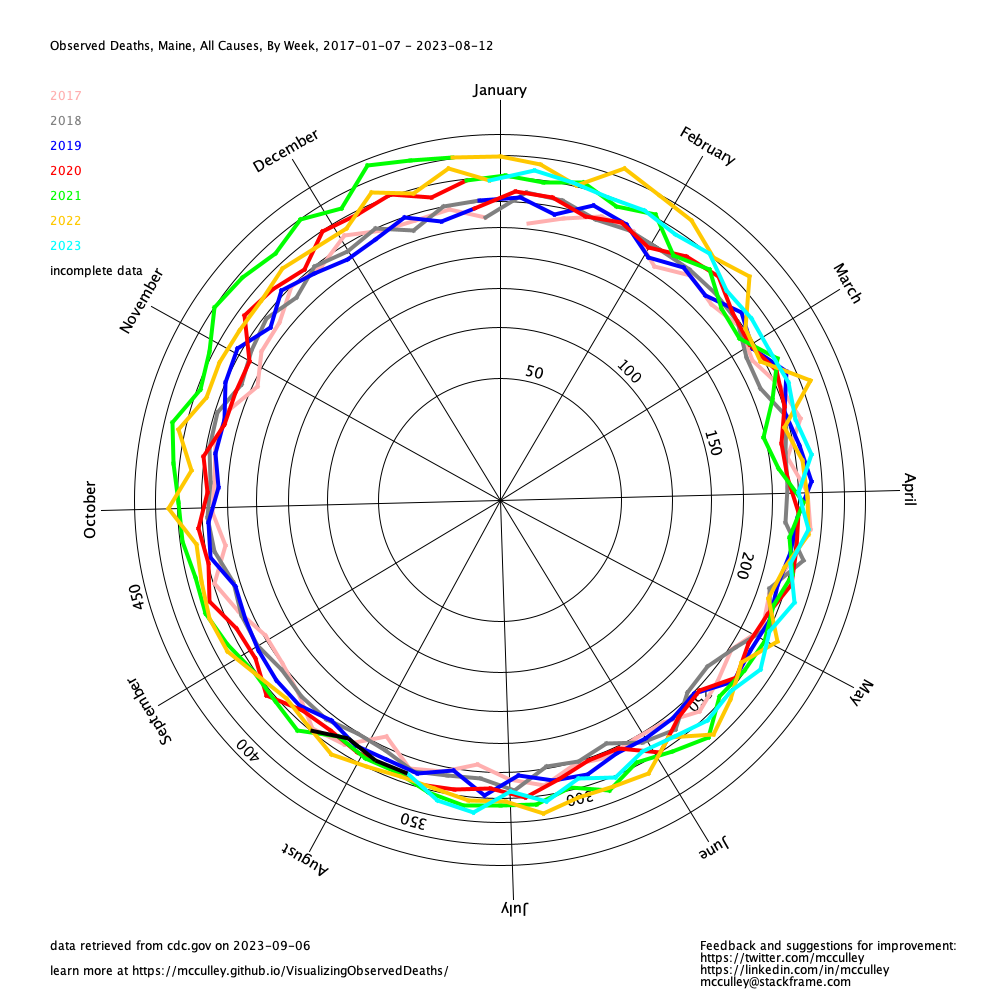 Observed Deaths, Maine, All Causes, By Week, 2017-01-07 - 2023-08-12
January
2017
2018
2019
2020
2021
2022
2023
incomplete data
December
February
November
March
October
April
September
May
August
June
July
50
100
150
200
250
300
350
400
450
data retrieved from cdc.gov on 2023-09-06
learn more at https://mcculley.github.io/VisualizingObservedDeaths/
Feedback and suggestions for improvement:
https://twitter.com/mcculley
https://linkedin.com/in/mcculley
mcculley@stackframe.com